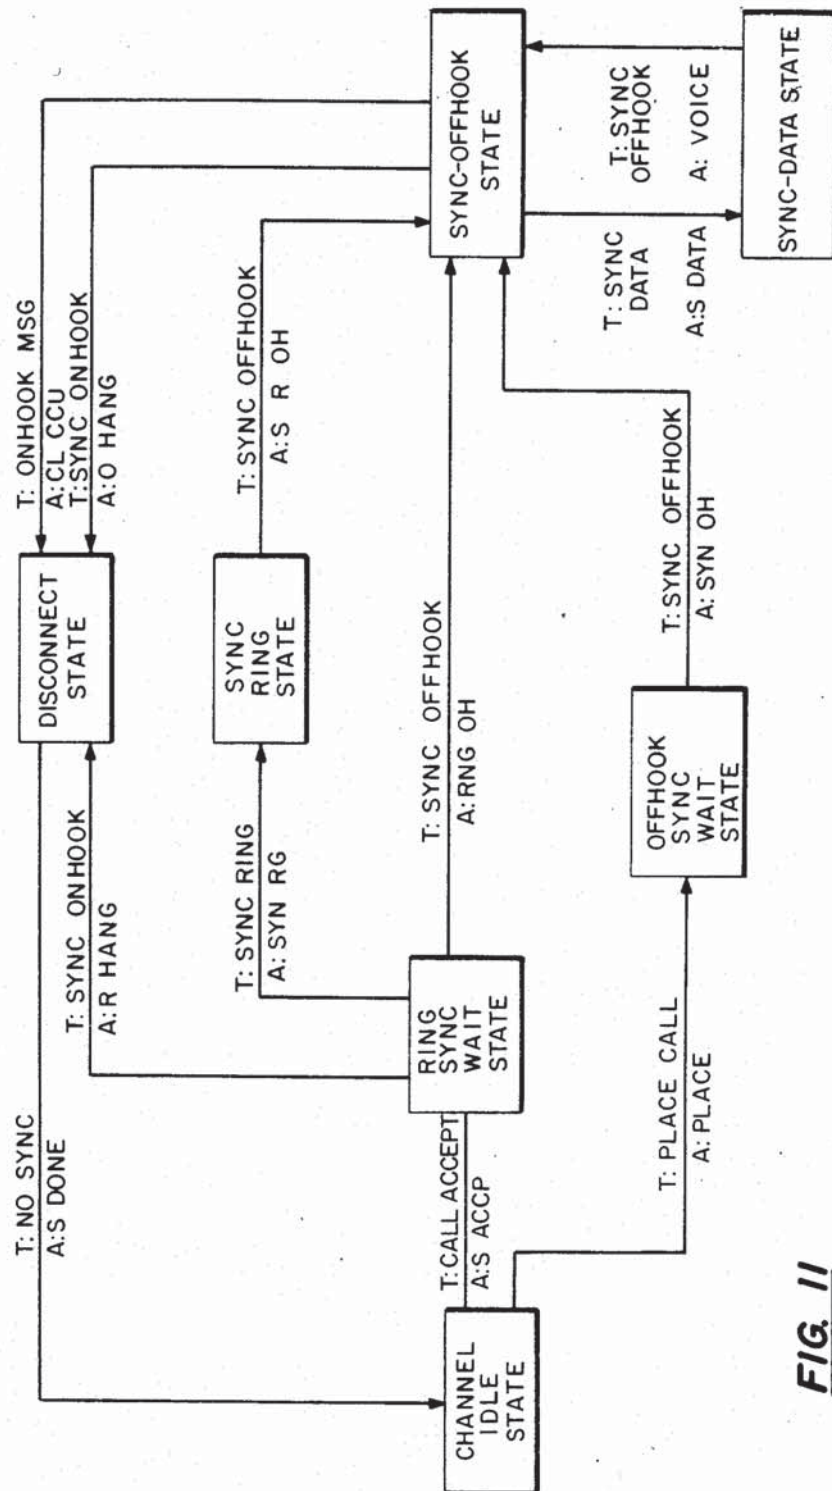 T: NO SYNC
A:S DONE
T: SYNC ONHOOK
A:R HANG
DISCONNECT
STATE
T: ONHOOK MSG
A:CL CCU
T:SYNC ONHOOK
A:O HANG
T: SYNC RING
A: SYN RG
SYNC
RING
STATE
T: SYNC OFFHOOK
A:S R OH
CHANNEL
IDLE
STATE
T:CALL ACCEPT
A:S ACCP
RING
SYNC
WAIT
STATE
T: SYNC OFFHOOK
A:RNG OH
SYNC-OFFHOOK
STATE
T: PLACE CALL
A: PLACE
OFFHOOK
SYNC
WAIT
STATE
T:SYNC OFFHOOK
A: SYN OH
T: SYNC
DATA
A:S DATA
T: SYNC
OFFHOOK
A: VOICE
SYNC-DATA STATE
FIG. 11